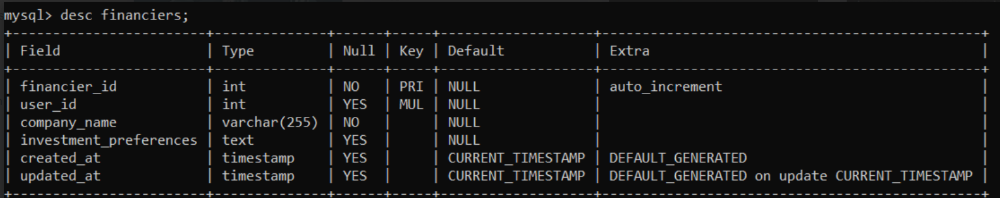 mysql> desc financiers;
+-----------------------+--------------+------+-----+-------------------+-----------------------------------------------+
| Field                 | Type         | Null | Key | Default           | Extra                                         |
+-----------------------+--------------+------+-----+-------------------+-----------------------------------------------+
| financier_id          | int          | NO   | PRI | NULL              | auto_increment                                |
| user_id               | int          | YES  | MUL | NULL              |                                               |
| company_name          | varchar(255) | NO   |     | NULL              |                                               |
| investment_preferences | text         | YES  |     | NULL              |                                               |
| created_at            | timestamp    | YES  |     | CURRENT_TIMESTAMP | DEFAULT_GENERATED                             |
| updated_at            | timestamp    | YES  |     | CURRENT_TIMESTAMP | DEFAULT_GENERATED on update CURRENT_TIMESTAMP |
+-----------------------+--------------+------+-----+-------------------+-----------------------------------------------+